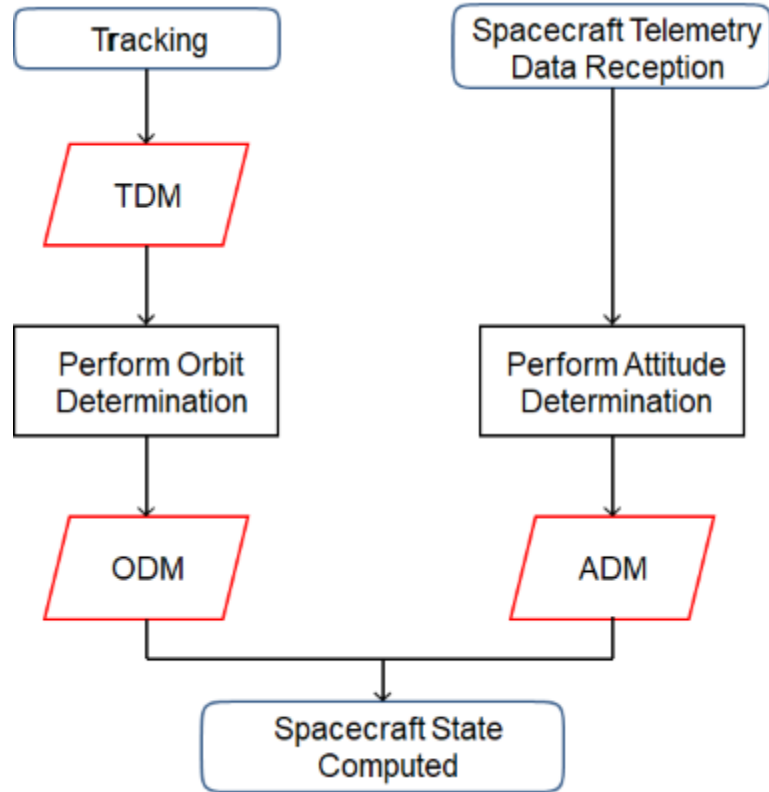 Tracking
Spacecraft Telemetry
Data Reception
TDM
Perform Orbit
Determination
Perform Attitude
Determination
ODM
ADM
Spacecraft State
Computed